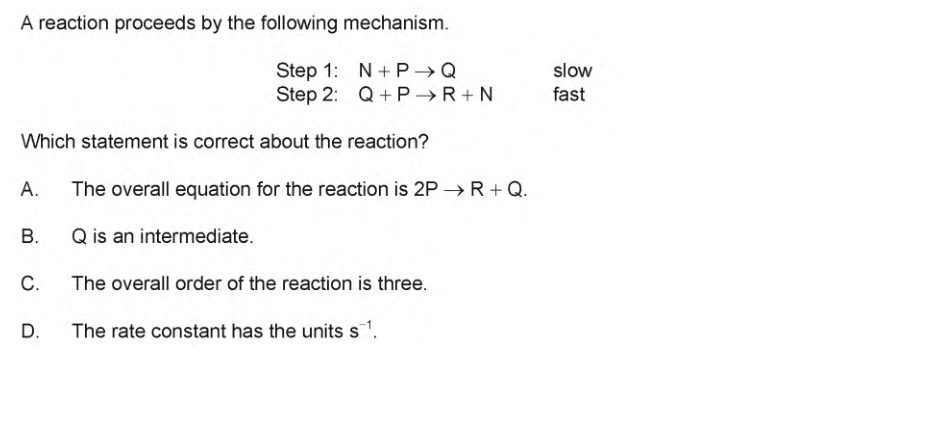 A reaction proceeds by the following mechanism.
Step 1: N + P → Q slow
Step 2: Q + P → R + N fast
Which statement is correct about the reaction?
A. The overall equation for the reaction is 2P → R + Q.
B. Q is an intermediate.
C. The overall order of the reaction is three.
D. The rate constant has the units s⁻¹.